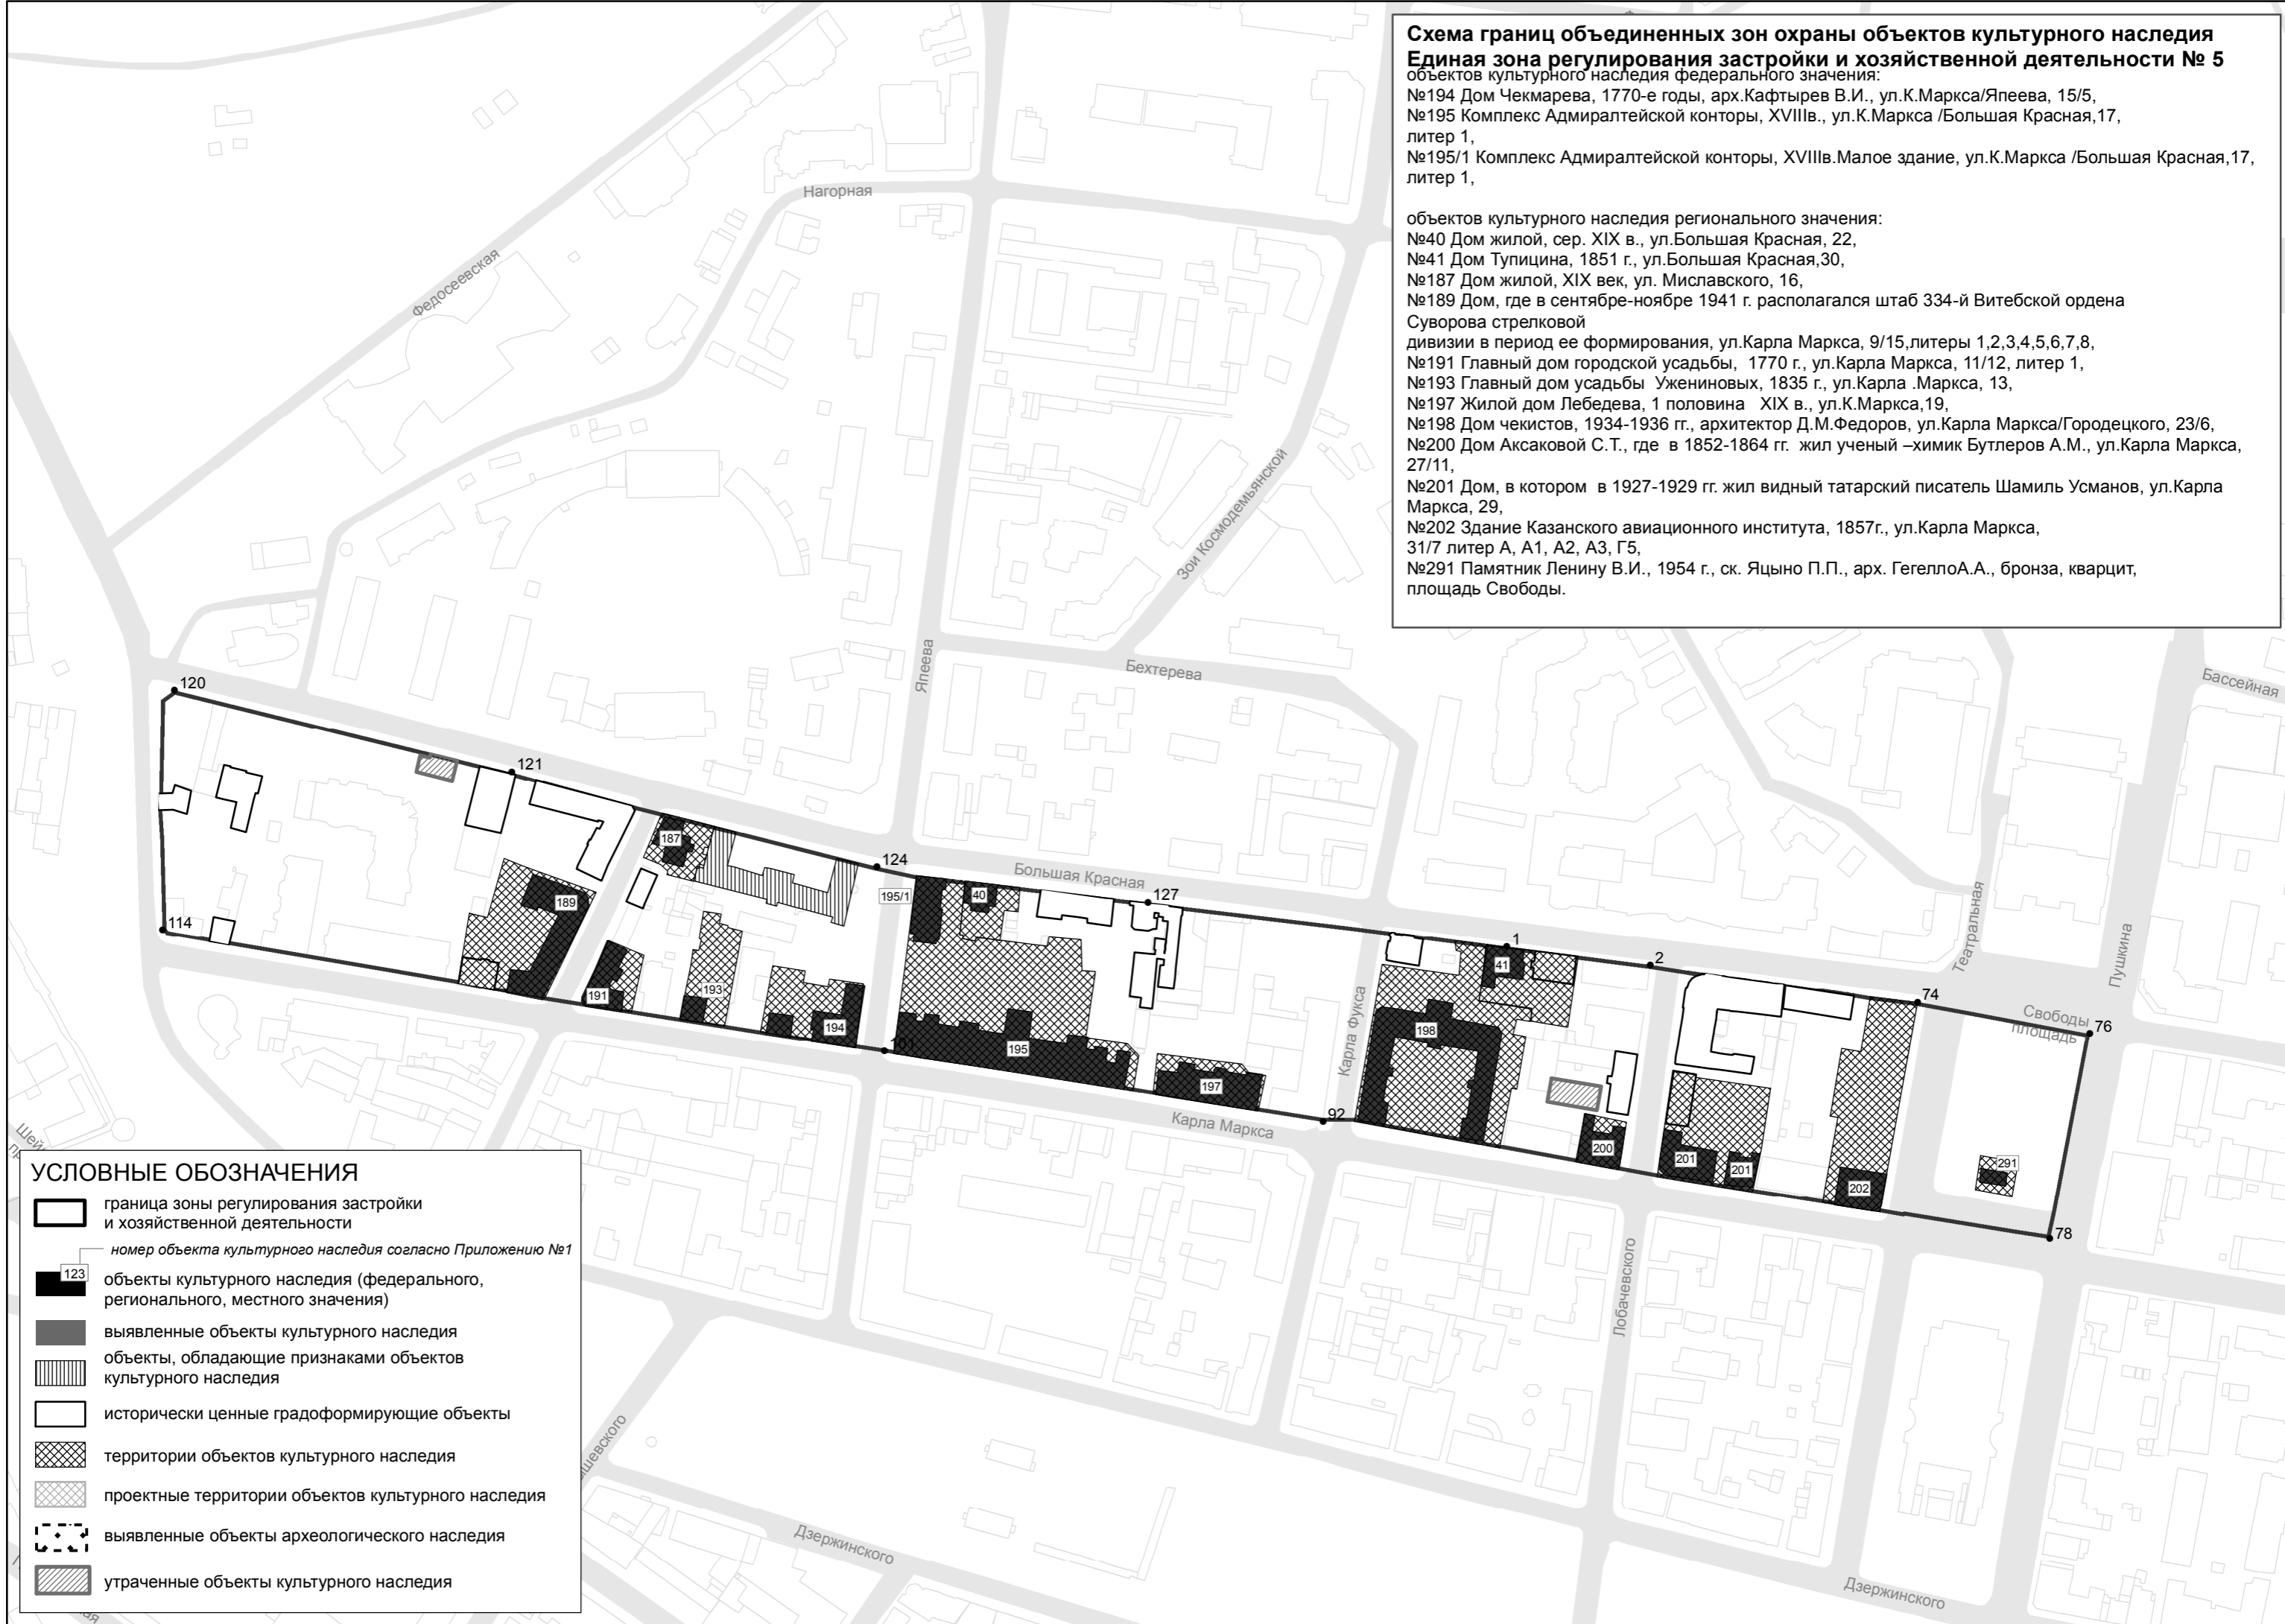 Схема границ объединенных зон охраны объектов культурного наследия
Единая зона регулирования застройки и хозяйственной деятельности № 5
объектов культурного наследия федерального значения:
№194 Дом Чекмарева, 1770-е годы, арх.Кафтырев В.И., ул.К.Маркса/Япеева, 15/5,
№195 Комплекс Адмиралтейской конторы, XVIIIв., ул.К.Маркса /Большая Красная,17,
литер 1,
№195/1 Комплекс Адмиралтейской конторы, XVIIIв.Малое здание, ул.К.Маркса /Большая Красная,17,
литер 1,
объектов культурного наследия регионального значения:
№40 Дом жилой, сер. XIX в., ул.Большая Красная, 22,
№41 Дом Тупицина, 1851 г., ул.Большая Красная,30,
№187 Дом жилой, XIX век, ул. Миславского, 16,
№189 Дом, где в сентябре-ноябре 1941 г. располагался штаб 334-й Витебской ордена
Суворова стрелковой
дивизии в период ее формирования, ул.Карла Маркса, 9/15,литеры 1,2,3,4,5,6,7,8,
№191 Главный дом городской усадьбы,  1770 г., ул.Карла Маркса, 11/12, литер 1,
№193 Главный дом усадьбы  Ужениновых, 1835 г., ул.Карла .Маркса, 13,
№197 Жилой дом Лебедева, 1 половина   XIX в., ул.К.Маркса,19,
№198 Дом чекистов, 1934-1936 гг., архитектор Д.М.Федоров, ул.Карла Маркса/Городецкого, 23/6,
№200 Дом Аксаковой С.Т., где  в 1852-1864 гг.  жил ученый –химик Бутлеров А.М., ул.Карла Маркса,
27/11,
№201 Дом, в котором  в 1927-1929 гг. жил видный татарский писатель Шамиль Усманов, ул.Карла
Маркса, 29,
№202 Здание Казанского авиационного института, 1857г., ул.Карла Маркса,
31/7 литер А, А1, А2, А3, Г5,
№291 Памятник Ленину В.И., 1954 г., ск. Яцыно П.П., арх. ГегеллоА.А., бронза, кварцит,
площадь Свободы.
Нагорная
Федосеевская
Зои Космодемьянской
Япеева
Бехтерева
Бассейная
120
121
187
124
Большая Красная
127
195/1
40
189
114
1
41
2
Театральная
Пушкина
74
Свободы
площадь
76
191
193
194
101
195
197
Карла Фукса
198
92
Карла Маркса
200
201
201
202
291
78
Лобачевского
Шей
ышевского
Дзержинского
Дзержинского
ая
УСЛОВНЫЕ ОБОЗНАЧЕНИЯ
граница зоны регулирования застройки
и хозяйственной деятельности
номер объекта культурного наследия согласно Приложению №1
123
объекты культурного наследия (федерального,
регионального, местного значения)
выявленные объекты культурного наследия
объекты, обладающие признаками объектов
культурного наследия
исторически ценные градоформирующие объекты
территории объектов культурного наследия
проектные территории объектов культурного наследия
выявленные объекты археологического наследия
утраченные объекты культурного наследия